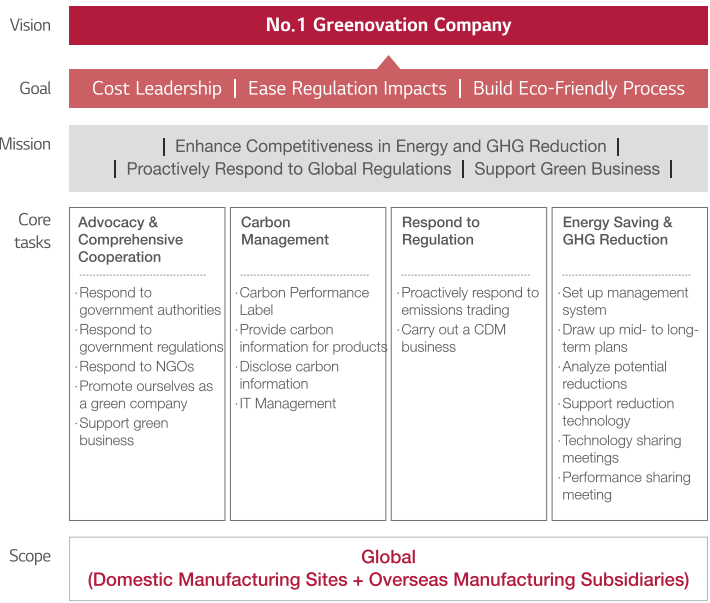 Vision
No.1 Greenovation Company
Goal
Cost Leadership | Ease Regulation Impacts | Build Eco-Friendly Process
Mission
| Enhance Competitiveness in Energy and GHG Reduction |
| Proactively Respond to Global Regulations | Support Green Business |
Core
tasks
Advocacy &
Comprehensive
Cooperation
·Respond to
government authorities
·Respond to
government regulations
·Respond to NGOs
·Promote ourselves as
a green company
·Support green
business
Carbon
Management
·Carbon Performance
Label
·Provide carbon
information for products
·Disclose carbon
information
·IT Management
Respond to
Regulation
·Proactively respond to
emissions trading
·Carry out a CDM
business
Energy Saving &
GHG Reduction
·Set up management
system
·Draw up mid- to long-
term plans
·Analyze potential
reductions
·Support reduction
technology
·Technology sharing
meetings
·Performance sharing
meeting
Scope
Global
(Domestic Manufacturing Sites + Overseas Manufacturing Subsidiaries)